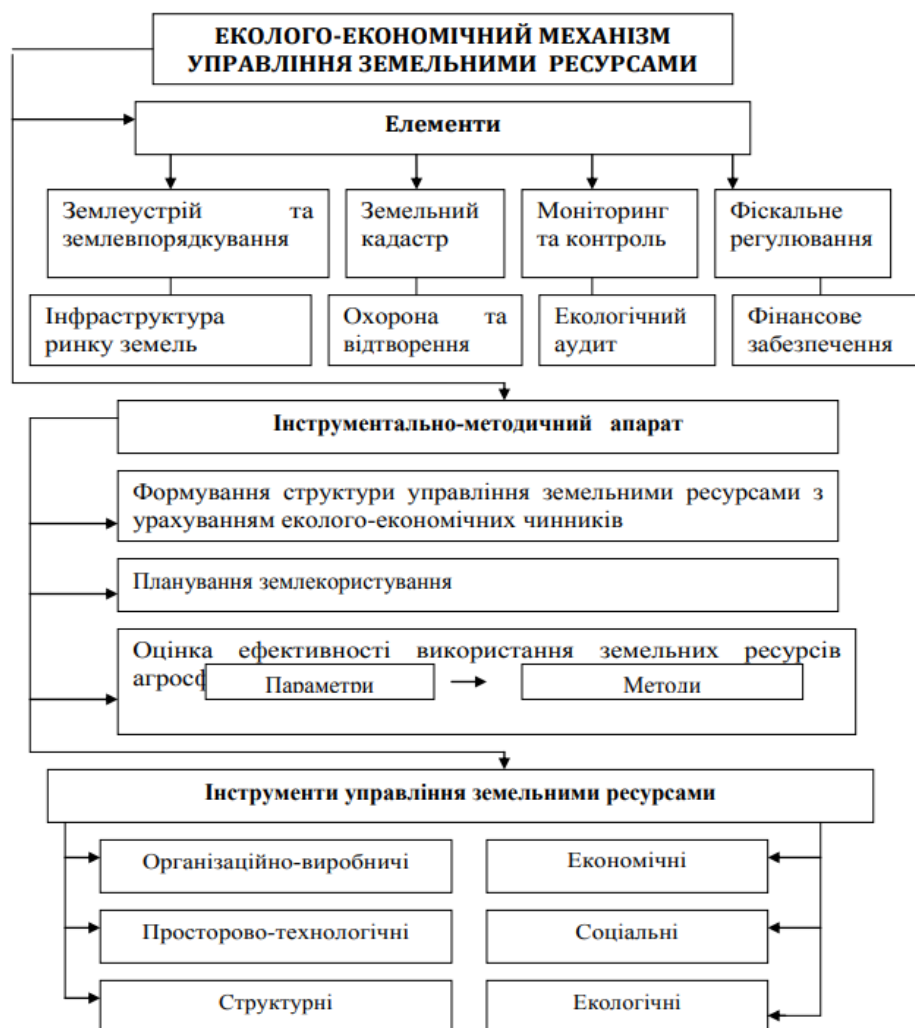 ЕКОЛОГО-ЕКОНОМІЧНИЙ МЕХАНІЗМ
УПРАВЛІННЯ ЗЕМЕЛЬНИМИ РЕСУРСАМИ
Елементи
Землеустрій та
землевпорядкування
Земельний
кадастр
Моніторинг
та контроль
Фіскальне
регулювання
Інфраструктура
ринку земель
Охорона та
відтворення
Екологічний
аудит
Фінансове
забезпечення
Інструментально-методичний апарат
Формування структури управління земельними ресурсами з
урахуванням еколого-економічних чинників
Планування землекористування
Оцінка ефективності використання земельних ресурсів
Параметри
Методи
Інструменти управління земельними ресурсами
Організаційно-виробничі
Економічні
Просторово-технологічні
Соціальні
Структурні
Екологічні